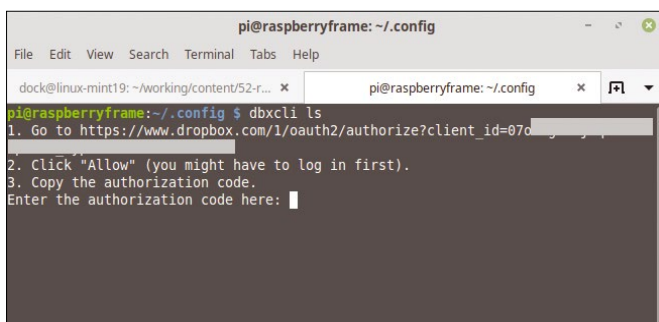 pi@raspberryframe: ~/.config
File Edit View Search Terminal Tabs Help
dock@linux-mint19: ~/working/content/52-r... × pi@raspberryframe: ~/.config ×
pi@raspberryframe:~/.config $ dbxcli ls
1. Go to https://www.dropbox.com/1/oauth2/authorize?client_id=07o
2. Click "Allow" (you might have to log in first).
3. Copy the authorization code.
Enter the authorization code here: